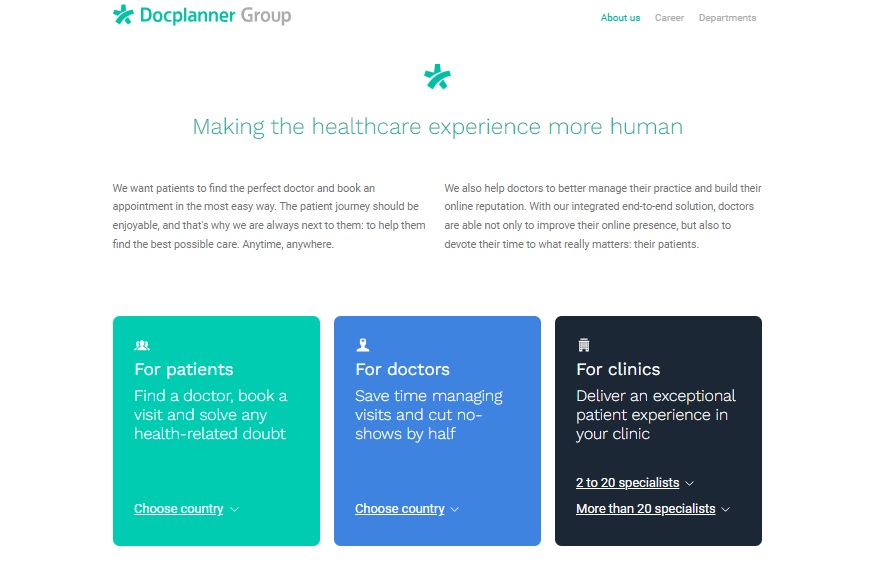 Docplanner Group
About us
Career
Departments
Making the healthcare experience more human
We want patients to find the perfect doctor and book an
appointment in the most easy way. The patient journey should be
enjoyable, and that's why we are always next to them: to help them
find the best possible care. Anytime, anywhere.
We also help doctors to better manage their practice and build their
online reputation. With our integrated end-to-end solution, doctors
are able not only to improve their online presence, but also to
devote their time to what really matters: their patients.
For patients
Find a doctor, book a
visit and solve any
health-related doubt
Choose country
For doctors
Save time managing
visits and cut no-
shows by half
Choose country
For clinics
Deliver an exceptional
patient experience in
your clinic
2 to 20 specialists
More than 20 specialists